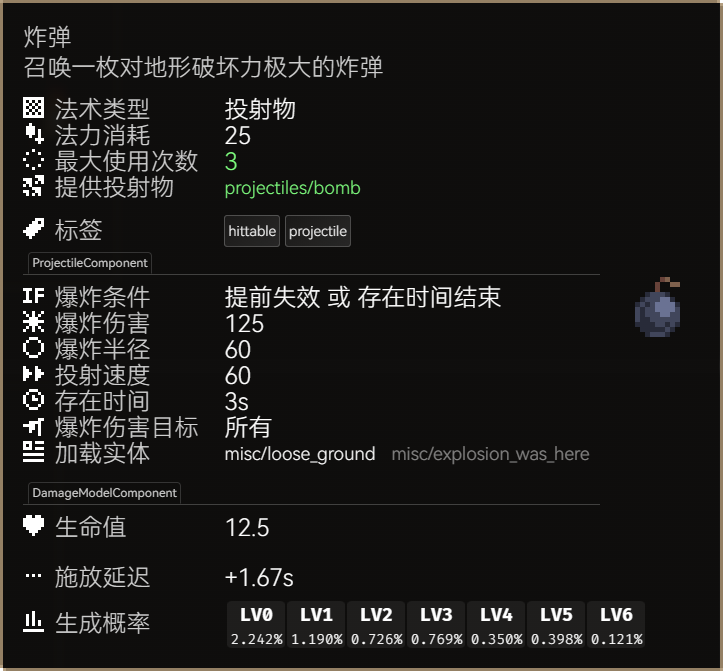 炸弹
召唤一枚对地形破坏力极大的炸弹
法术类型 投射物
法力消耗 25
最大使用次数 3
提供投射物 projectiles/bomb
标签 hittable projectile
ProjectileComponent
IF 爆炸条件 提前失效 或 存在时间结束
爆炸伤害 125
爆炸半径 60
投射速度 60
存在时间 3s
爆炸伤害目标 所有
加载实体 misc/loose_ground misc/explosion_was_here
DamageModelComponent
生命值 12.5
施放延迟 +1.67s
LV0 LV1 LV2 LV3 LV4 LV5 LV6
生成概率 2.242% 1.190% 0.726% 0.769% 0.350% 0.398% 0.121%